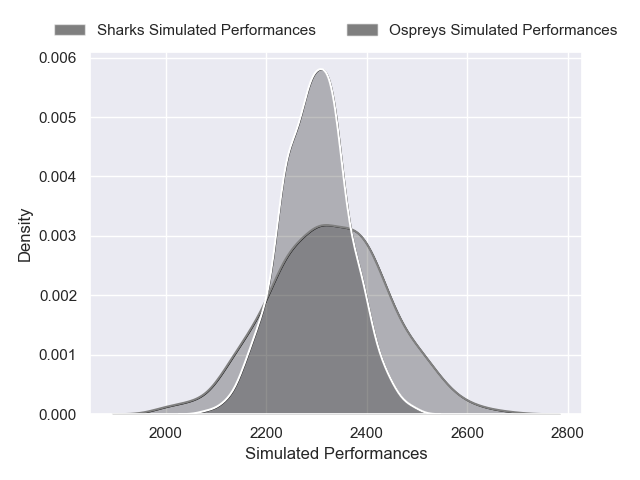 Sharks Simulated Performances Ospreys Simulated Performances
0.006
0.005
0.004
0.003
0.002
0.001
0.000
Density
2000 2200 2400 2600 2800
Simulated Performances